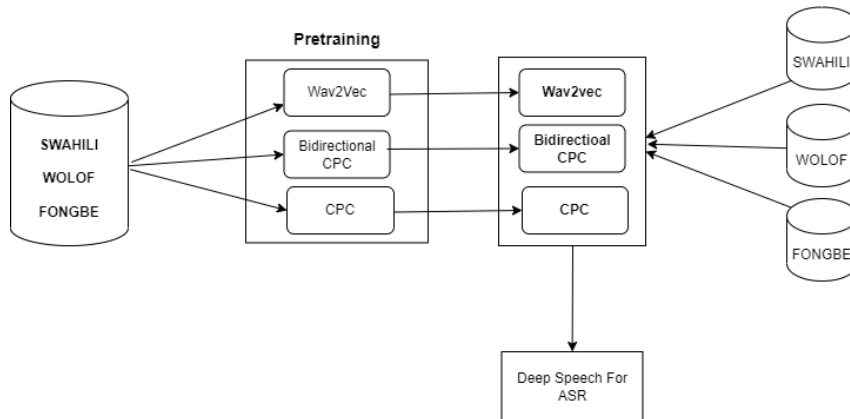 Pretraining
SWAHILI
WOLOF
FONGBE
Wav2Vec
Bidirectional
CPC
CPC
Wav2vec
Bidirectioal
CPC
CPC
SWAHILI
WOLOF
FONGBE
Deep Speech For
ASR